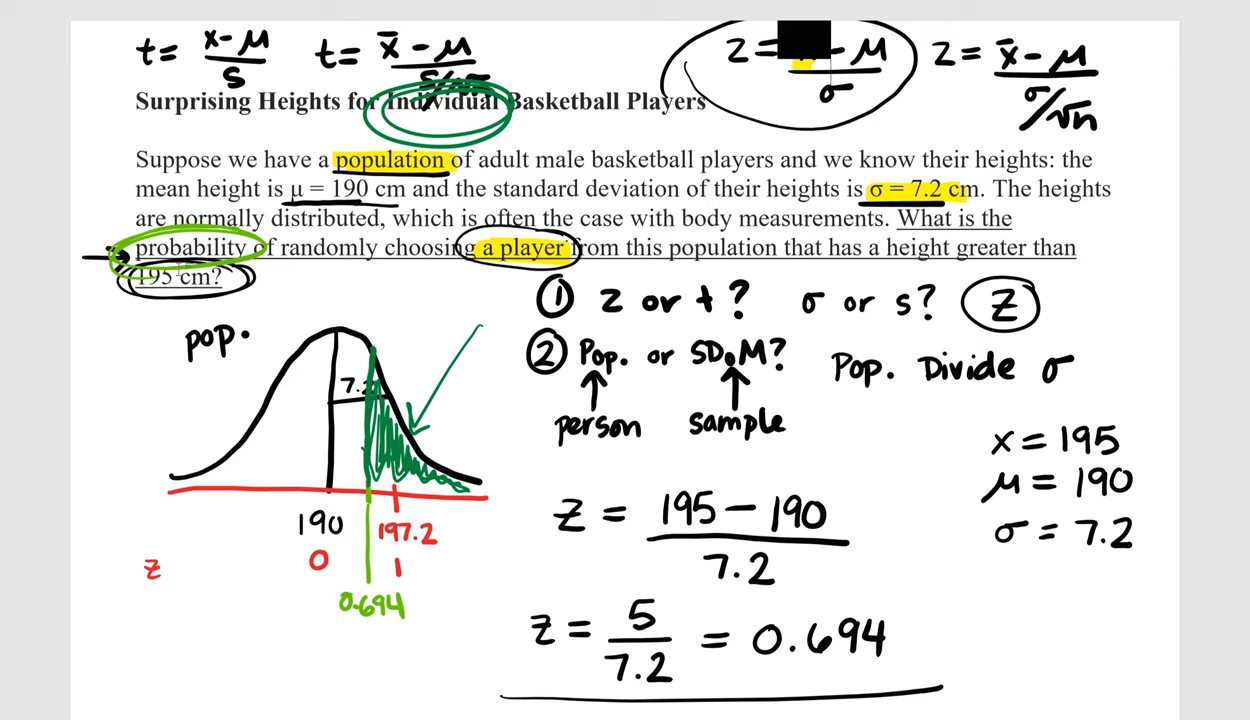 t = x - μ / s    t = x̄ - μ / s/√n    z = - μ / σ    z = x̄ - μ / σ/√n
Surprising Heights for Individual Basketball Players
Suppose we have a population of adult male basketball players and we know their heights: the
mean height is μ = 190 cm and the standard deviation of their heights is σ = 7.2 cm. The heights
are normally distributed, which is often the case with body measurements. What is the
probability of randomly choosing a player from this population that has a height greater than
195 cm?
① z or t? σ or s? z
pop.
② Pop. or SDoM? Pop. Divide σ
7.2
person sample
x = 195
μ = 190
σ = 7.2
z = 195 - 190 / 7.2
190 197.2
z 0 1
0.694
z = 5 / 7.2 = 0.694